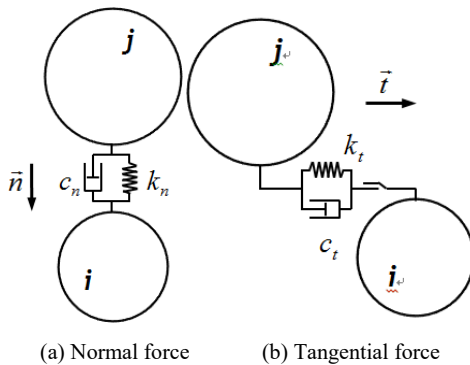 j
j
t
k_t
n
c_n
k_n
c_t
i
i
(a) Normal force
(b) Tangential force